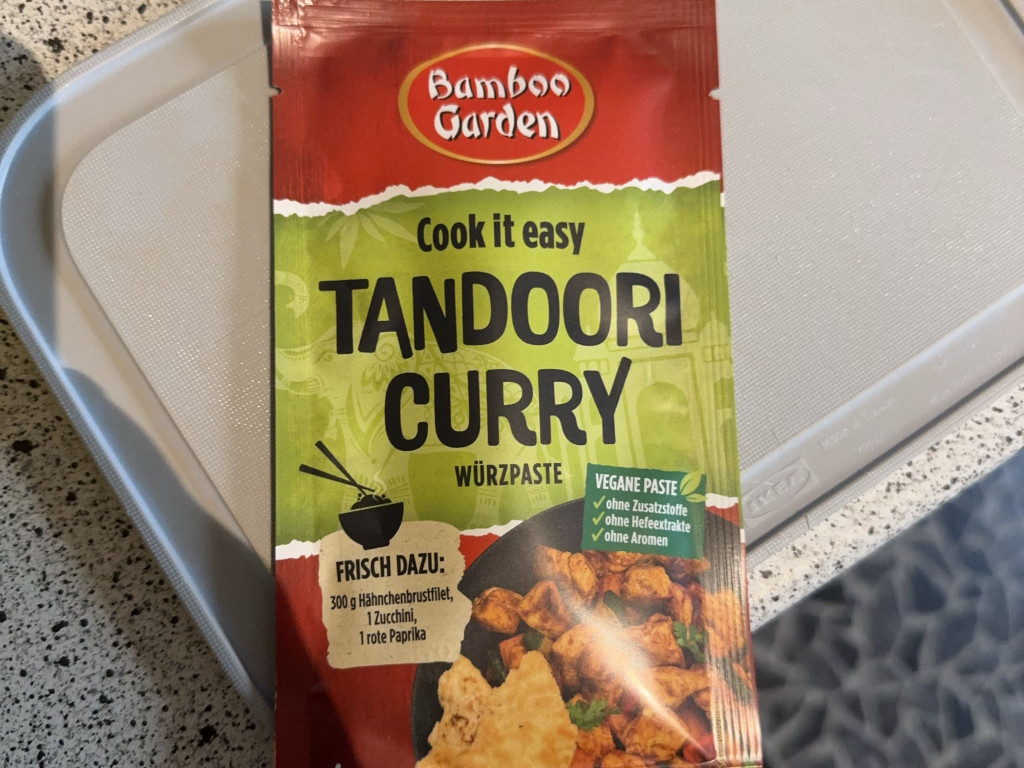 Bamboo
Garden
Cook it easy
TANDOORI
CURRY
WÜRZPASTE
VEGANE PASTE
✓ohne Zusatzstoffe
✓ohne Hefeextrakte
✓ohne Aromen
FRISCH DAZU:
300 g Hähnchenbrustfilet,
1 Zucchini,
1 rote Paprika